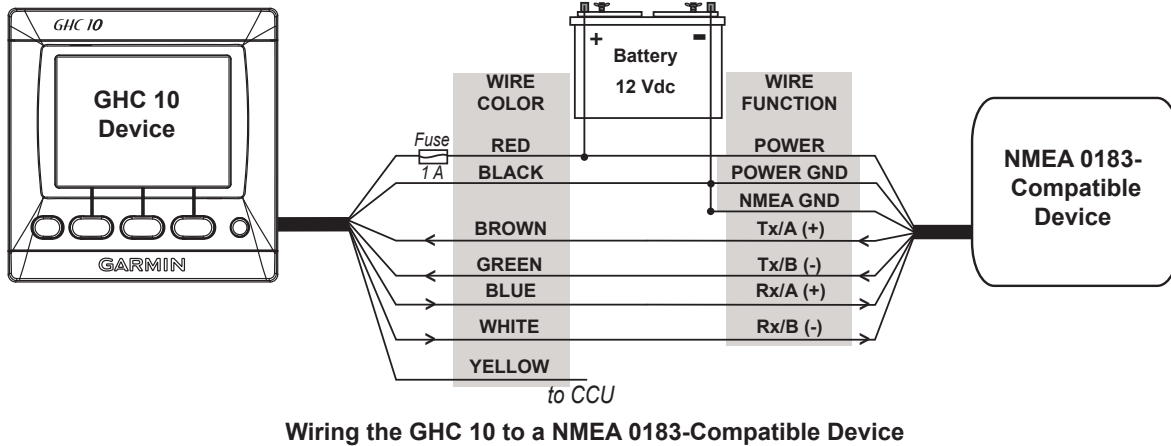 GHC 10
GHC 10
Device
GARMIN
+ -
Battery
12 Vdc
WIRE
COLOR
WIRE
FUNCTION
Fuse
1 A
RED
POWER
BLACK
POWER GND
NMEA GND
BROWN
Tx/A (+)
GREEN
Tx/B (-)
BLUE
Rx/A (+)
WHITE
Rx/B (-)
YELLOW
to CCU
NMEA 0183-
Compatible
Device
Wiring the GHC 10 to a NMEA 0183-Compatible Device